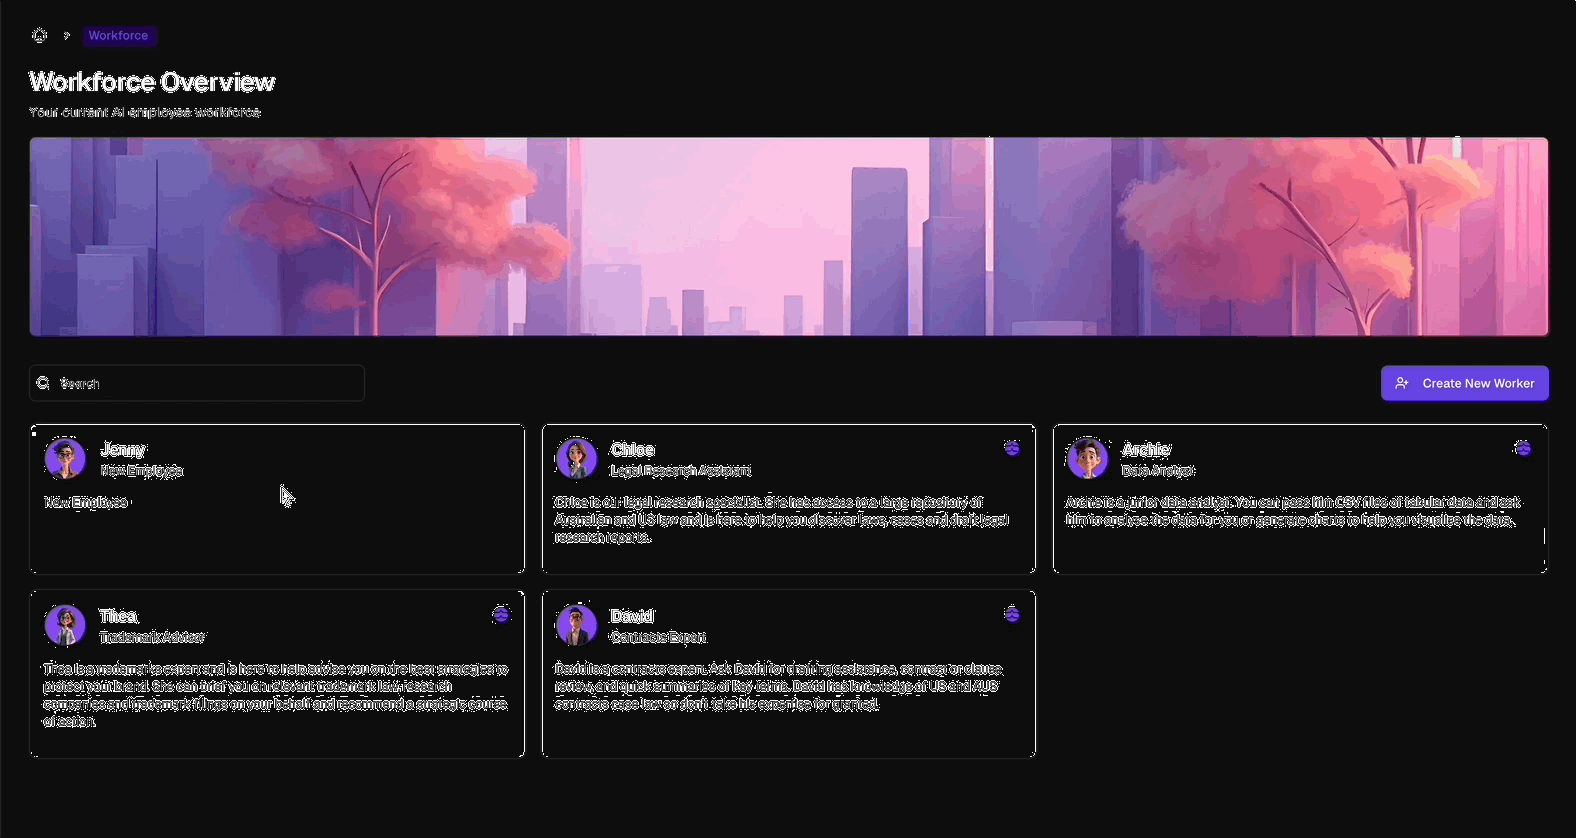 Workforce
Workforce Overview
Your current AI employee workforce
Search
Create New Worker
Jenny
New Employee
New Employee
Chloe
Legal Research Assistant
Chloe is our legal research specialist. She has access to a large repository of
Australian and US law and is here to help you discover laws, cases and draft legal
research reports.
Archie
Data Analyst
Archie is a junior data analyst. You can pass him CSV files of tabular data and ask
him to analyse the data for you or generate charts to help you visualise the data.
Thea
Trademark Advisor
Thea is a trademarks expert and is here to help advise you on the best strategies to
protect your brand. She can brief you on relevant trademark law, research
companies and trademark filings on your behalf and recommend a strategic course
of action.
David
Contracts Expert
David is a contracts expert. Ask David for drafting assistance, contract or clause
review, and quick summaries of key terms. David has knowledge of US and AUS
contracts case law so don't take his expertise for granted.